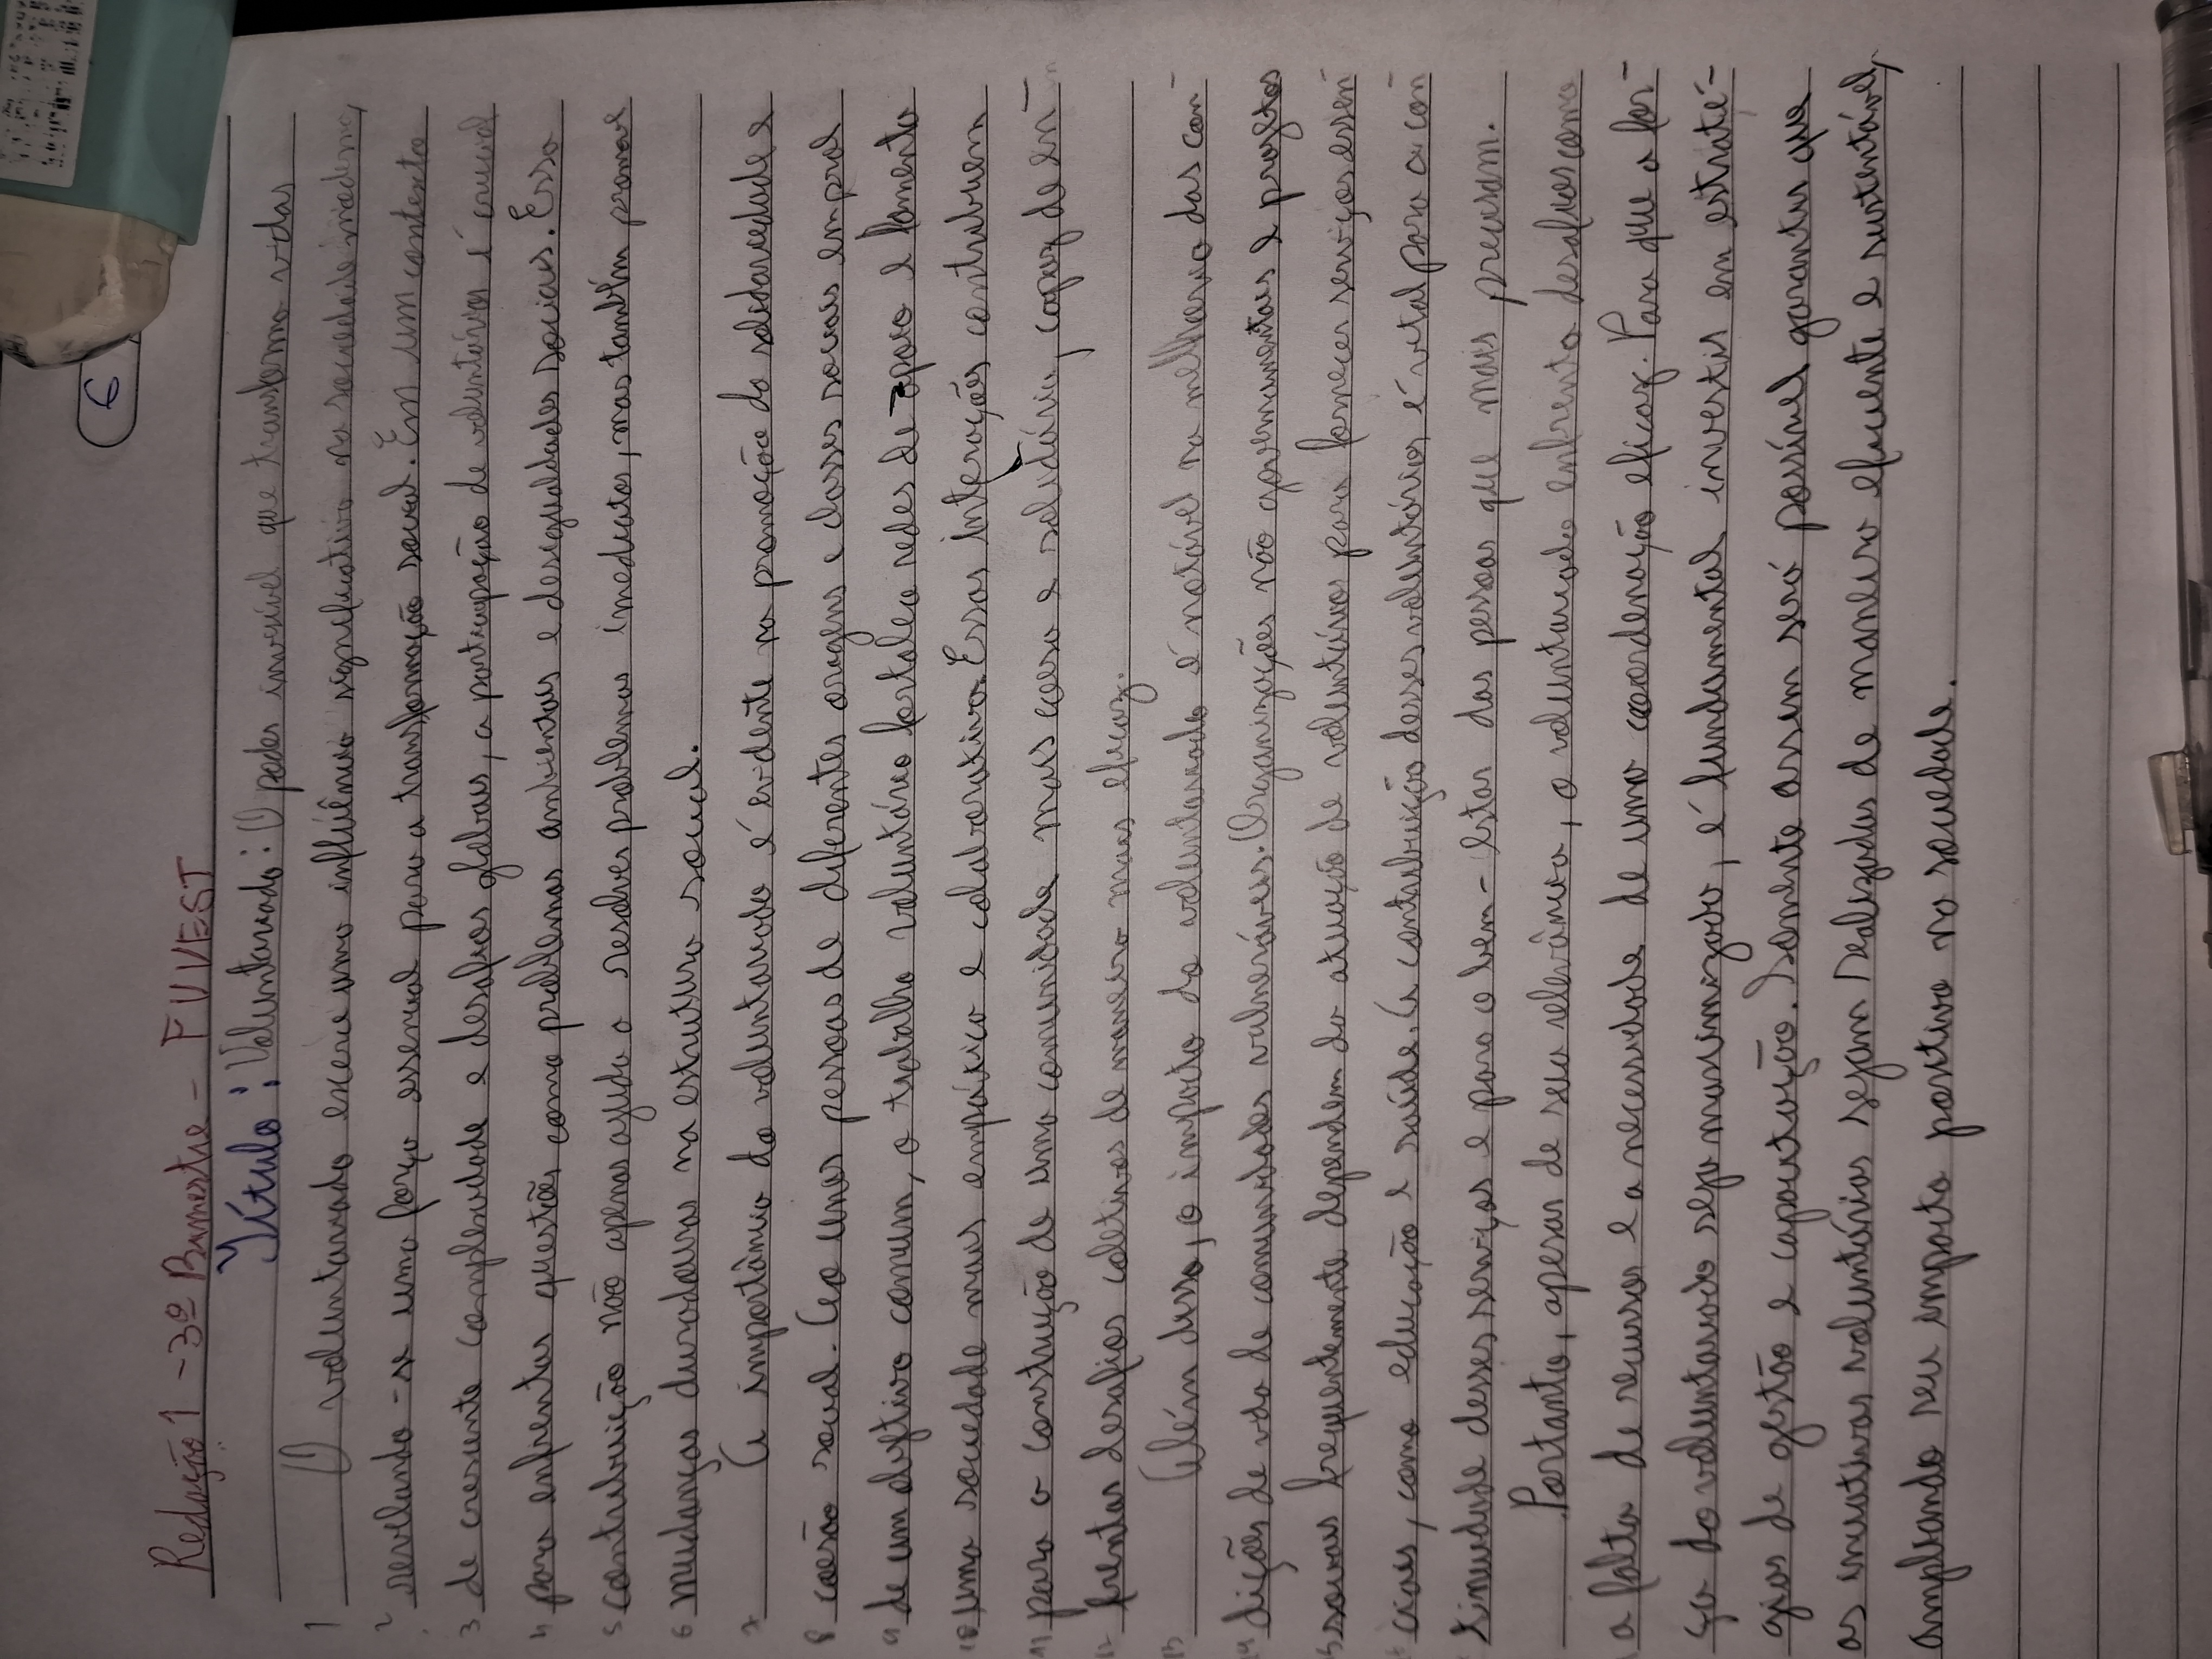 6
Redação 1 - 3º Bimestre - FUVEST
Título: Voluntariado: O poder invisível que transforma vidas
1 O voluntariado exerce uma influência significativa na sociedade moderna,
2 revelando-se uma força essencial para a transformação social. Em um contexto
3 de crescente complexidade e desafios globais, a participação de voluntários é crucial
4 para enfrentar questões como problemas ambientais e desigualdades sociais. Essa
5 contribuição não apenas ajuda a resolver problemas imediatos, mas também promove
6 mudanças duradouras na estrutura social.
7 A importância do voluntariado é evidente na promoção da solidariedade e
8 coesão social. Ao unir pessoas de diferentes origens e classes sociais em prol
9 de um objetivo comum, o trabalho voluntário fortalece redes de apoio e fomenta
10 uma sociedade mais empática e colaborativa. Essas interações contribuem
11 para a construção de uma comunidade mais coesa e solidária, capaz de en-
12 frentar desafios coletivos de maneira mais eficaz.
13 Além disso, o impacto do voluntariado é notável na melhoria das con-
14 dições de vida de comunidades vulneráveis. Organizações não governamentais e projetos
5 sociais frequentemente dependem da atuação de voluntários para fornecer serviços essen-
ciais, como educação e saúde. A contribuição desses voluntários é vital para a con-
tinuidade desses serviços e para o bem-estar das pessoas que mais precisam.
Portanto, apesar de sua relevância, o voluntariado enfrenta desafios como
a falta de recursos e a necessidade de uma coordenação eficaz. Para que a for-
ça do voluntariado seja maximizada, é fundamental investir em estraté-
gias de gestão e capacitação. Somente assim será possível garantir que
as iniciativas voluntárias sejam realizadas de maneira eficiente e sustentável,
ampliando seu impacto positivo na sociedade.